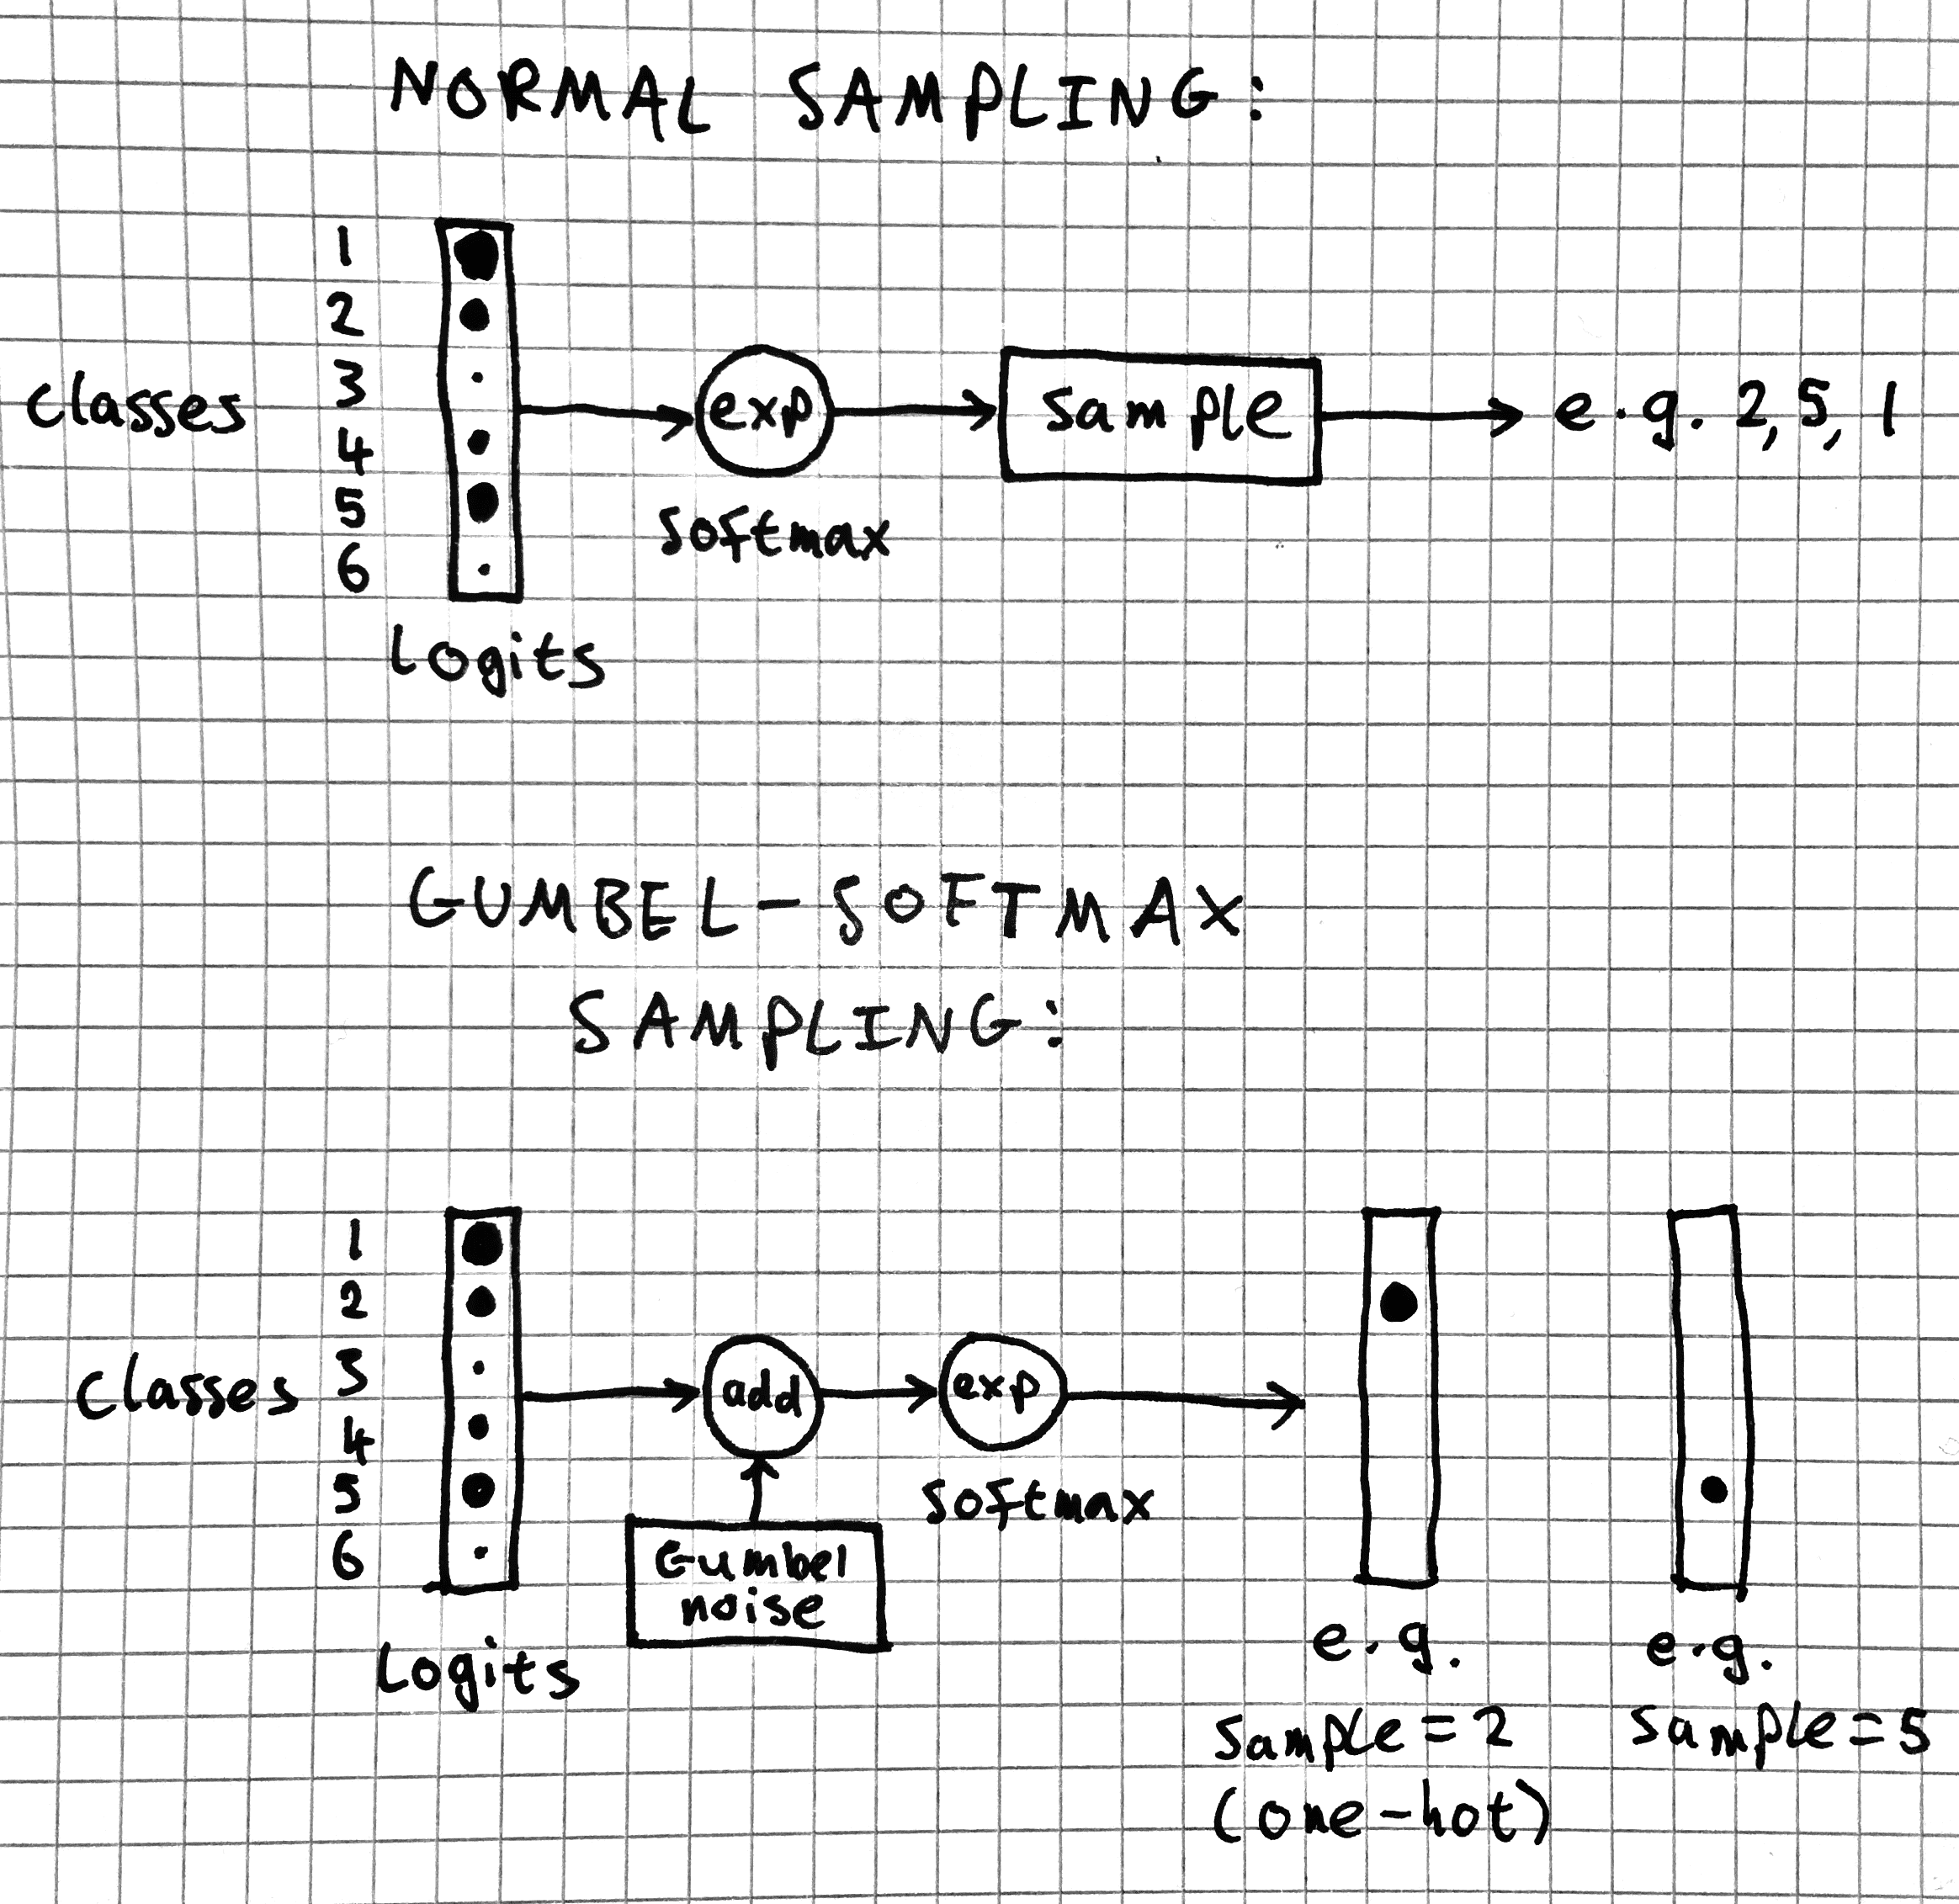 NORMAL SAMPLING:
1
2
3
4
5
6
classes
exp
sample
e.g. 2, 5, 1
softmax
Logits
GUMBEL-SOFTMAX
SAMPLING:
1
2
3
4
5
6
classes
add
exp
softmax
Gumbel
noise
Logits
e.g.
sample = 2
(one-hot)
e.g.
sample = 5